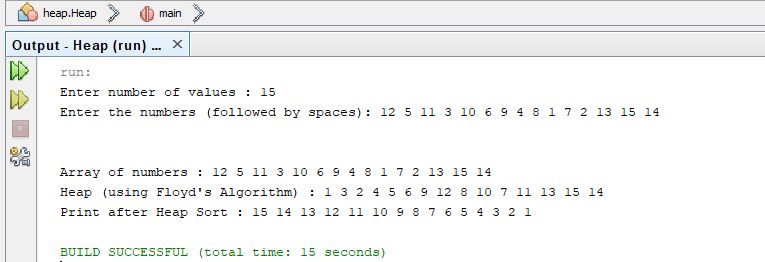 heap.Heap main
Output - Heap (run) ... ×
run:
Enter number of values : 15
Enter the numbers (followed by spaces): 12 5 11 3 10 6 9 4 8 1 7 2 13 15 14
Array of numbers : 12 5 11 3 10 6 9 4 8 1 7 2 13 15 14
Heap (using Floyd's Algorithm) : 1 3 2 4 5 6 9 12 8 10 7 11 13 15 14
Print after Heap Sort : 15 14 13 12 11 10 9 8 7 6 5 4 3 2 1
BUILD SUCCESSFUL (total time: 15 seconds)